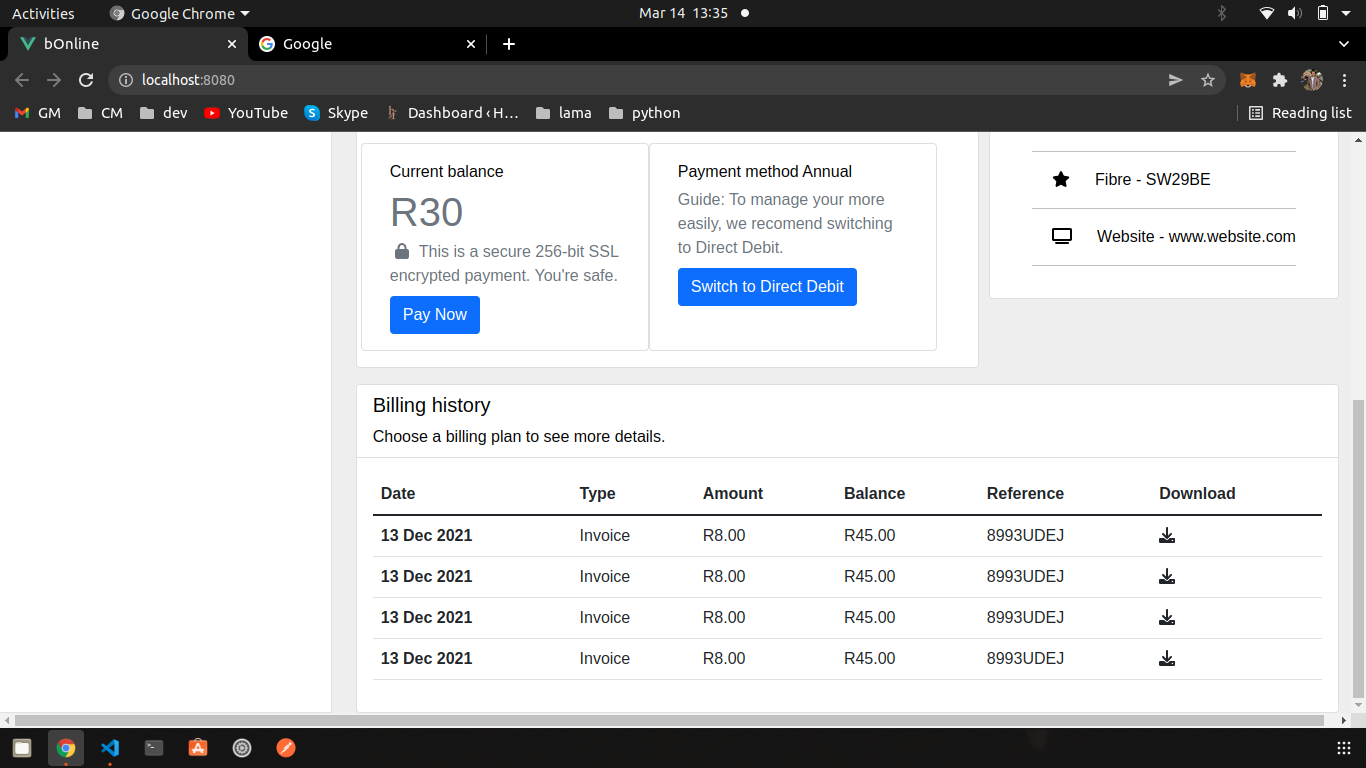 Activities
Google Chrome
Mar 14 13:35
bOnline
Google
localhost:8080
GM
CM
dev
YouTube
Skype
Dashboard ‹ H…
lama
python
Reading list
Current balance
R30
This is a secure 256-bit SSL
encrypted payment. You're safe.
Pay Now
Payment method Annual
Guide: To manage your more
easily, we recomend switching
to Direct Debit.
Switch to Direct Debit
Fibre - SW29BE
Website - www.website.com
Billing history
Choose a billing plan to see more details.
Date Type Amount Balance Reference Download
13 Dec 2021 Invoice R8.00 R45.00 8993UDEJ
13 Dec 2021 Invoice R8.00 R45.00 8993UDEJ
13 Dec 2021 Invoice R8.00 R45.00 8993UDEJ
13 Dec 2021 Invoice R8.00 R45.00 8993UDEJ